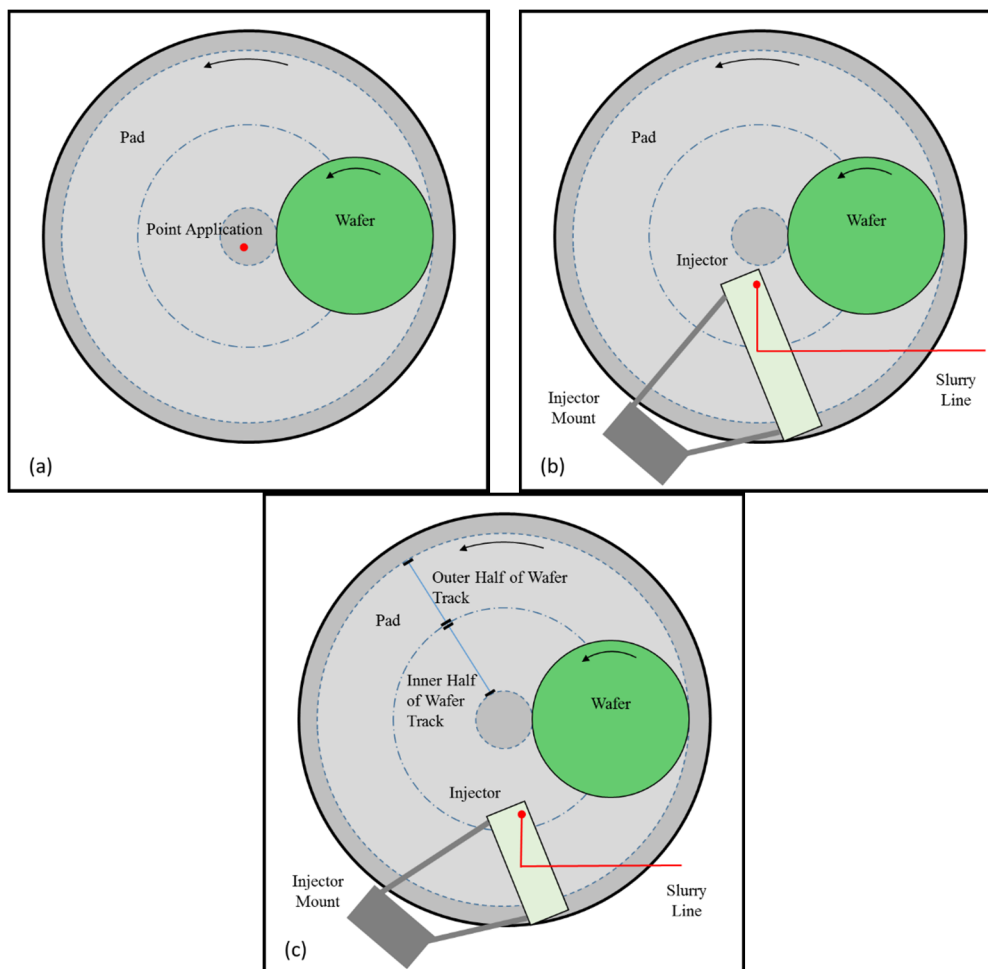 Pad
Point Application
Wafer
(a)
Pad
Injector
Wafer
Injector
Mount
Slurry
Line
(b)
Outer Half of Wafer
Track
Pad
Inner Half
of Wafer
Track
Wafer
Injector
Injector
Mount
Slurry
Line
(c)